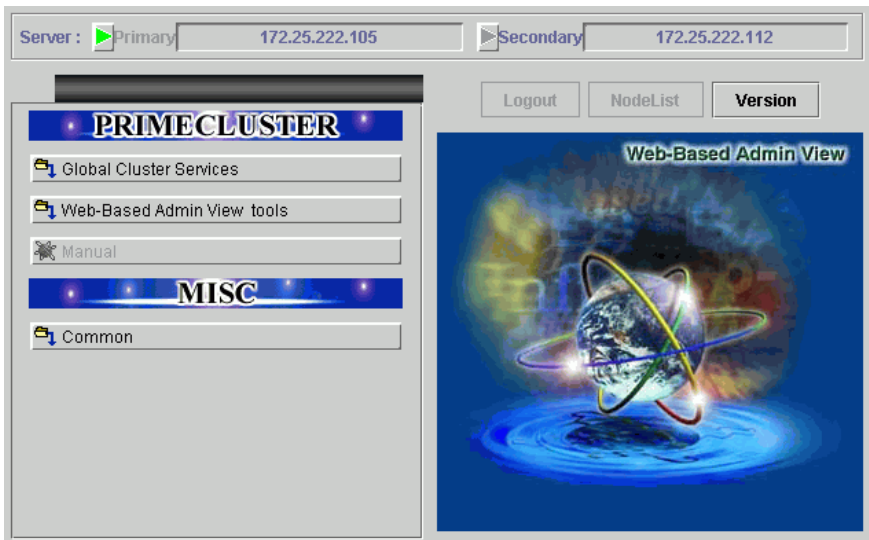 Server : Primary 172.25.222.105 Secondary 172.25.222.112
Logout NodeList Version
PRIMECLUSTER
Global Cluster Services
Web-Based Admin View tools
Manual
MISC
Common
Web-Based Admin View